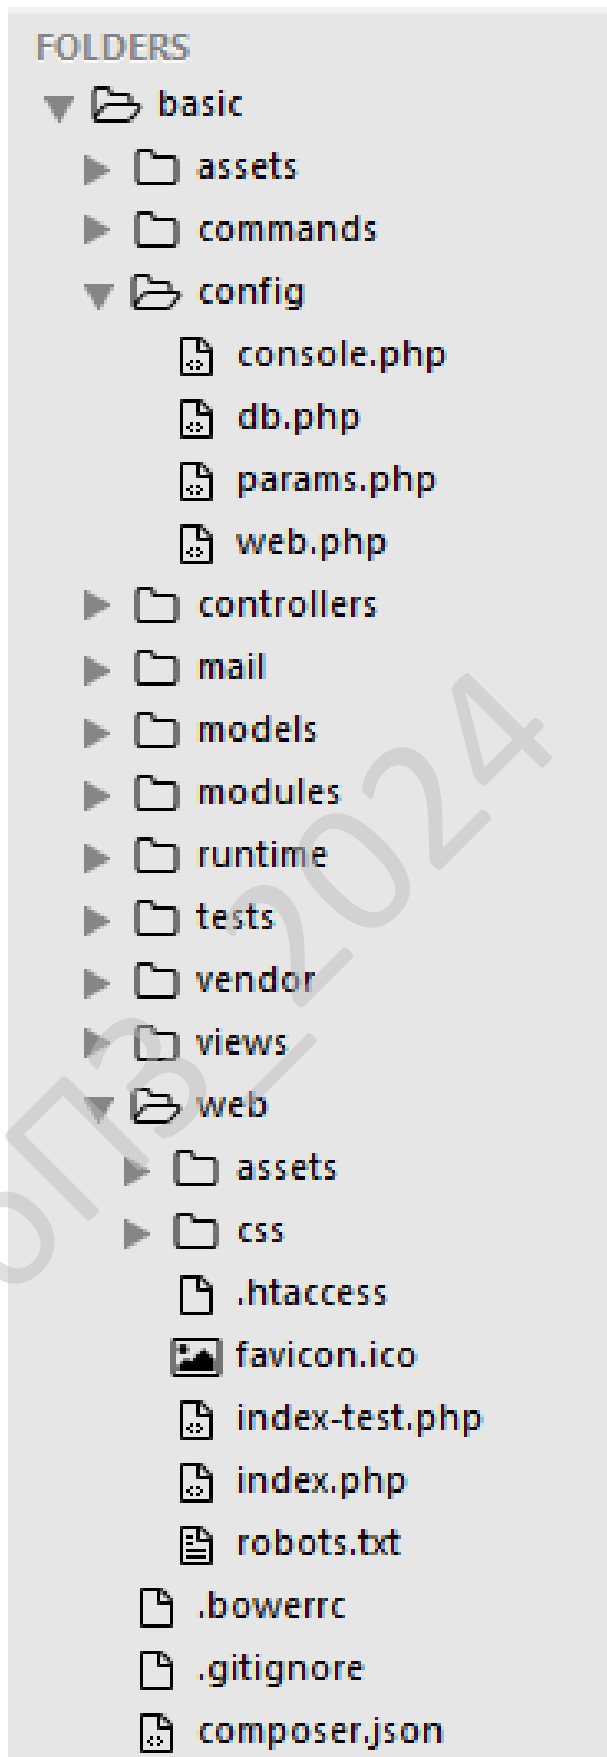 FOLDERS
basic
assets
commands
config
console.php
db.php
params.php
web.php
controllers
mail
models
modules
runtime
tests
vendor
views
web
assets
css
.htaccess
favicon.ico
index-test.php
index.php
robots.txt
.bowerrc
.gitignore
composer.json